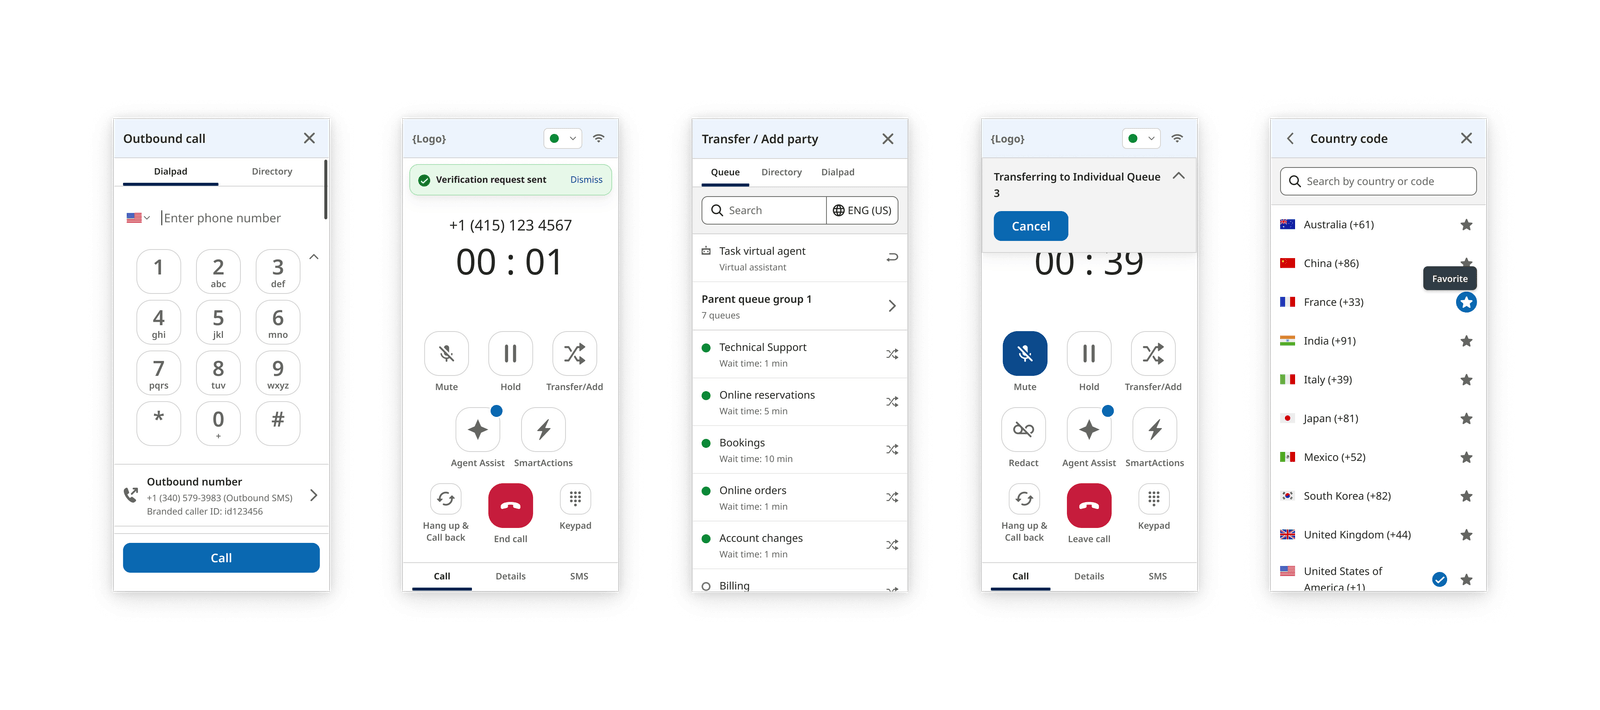 Outbound call
Dialpad
Directory
Enter phone number
1
2
abc
3
def
4
ghi
5
jkl
6
mno
7
pqrs
8
tuv
9
wxyz
*
0
+
#
Outbound number
+1 (340) 579-3983 (Outbound SMS)
Branded caller ID: id123456
Call
{Logo}
Verification request sent
Dismiss
+1 (415) 123 4567
00 : 01
Mute
Hold
Transfer/Add
Agent Assist
SmartActions
Hang up &
Call back
End call
Keypad
Call
Details
SMS
Transfer / Add party
Queue
Directory
Dialpad
Search
ENG (US)
Task virtual agent
Virtual assistant
Parent queue group 1
7 queues
Technical Support
Wait time: 1 min
Online reservations
Wait time: 5 min
Bookings
Wait time: 10 min
Online orders
Wait time: 1 min
Account changes
Wait time: 1 min
Billing
{Logo}
Transferring to Individual Queue
3
Cancel
00 : 39
Mute
Hold
Transfer/Add
Redact
Agent Assist
SmartActions
Hang up &
Call back
Leave call
Keypad
Call
Details
SMS
Country code
Search by country or code
Australia (+61)
China (+86)
Favorite
France (+33)
India (+91)
Italy (+39)
Japan (+81)
Mexico (+52)
South Korea (+82)
United Kingdom (+44)
United States of
America (+1)